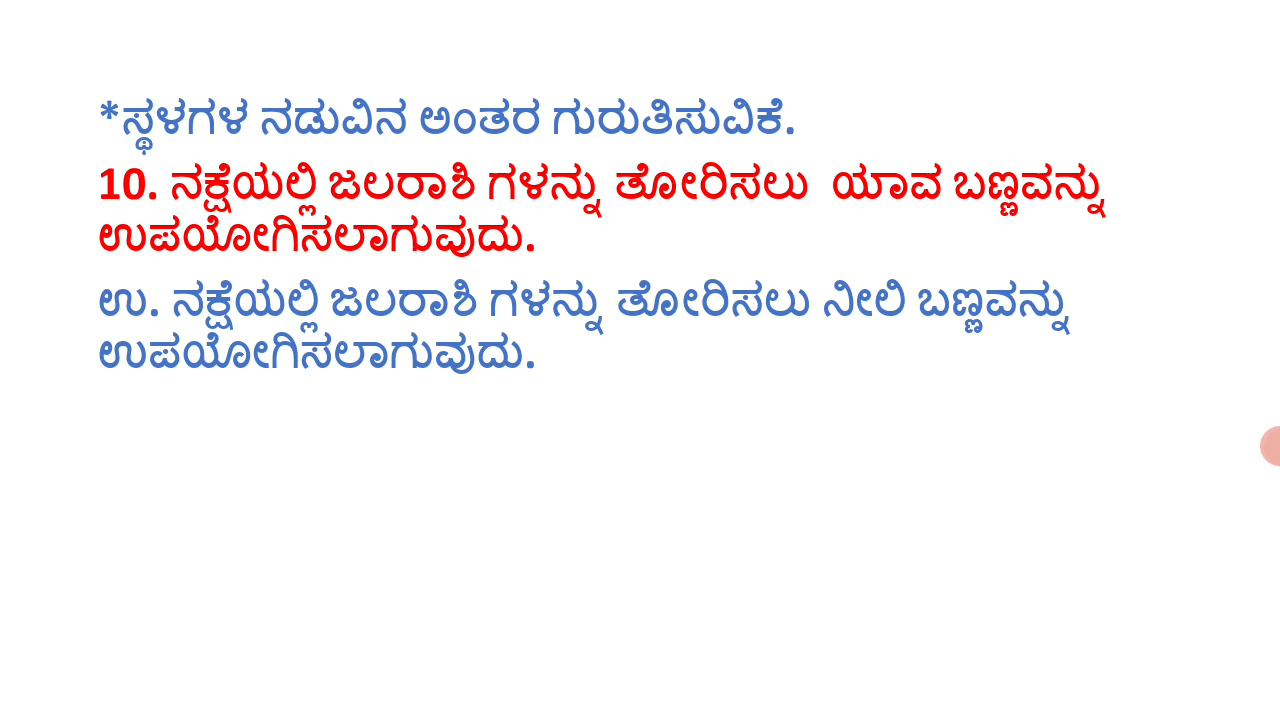 *ಸ್ಥಳಗಳ ನಡುವಿನ ಅಂತರ ಗುರುತಿಸುವಿಕೆ.
10. ನಕ್ಷೆಯಲ್ಲಿ ಜಲರಾಶಿ ಗಳನ್ನು ತೋರಿಸಲು ಯಾವ ಬಣ್ಣವನ್ನು
ಉಪಯೋಗಿಸಲಾಗುವುದು.
ಉ. ನಕ್ಷೆಯಲ್ಲಿ ಜಲರಾಶಿ ಗಳನ್ನು ತೋರಿಸಲು ನೀಲಿ ಬಣ್ಣವನ್ನು
ಉಪಯೋಗಿಸಲಾಗುವುದು.